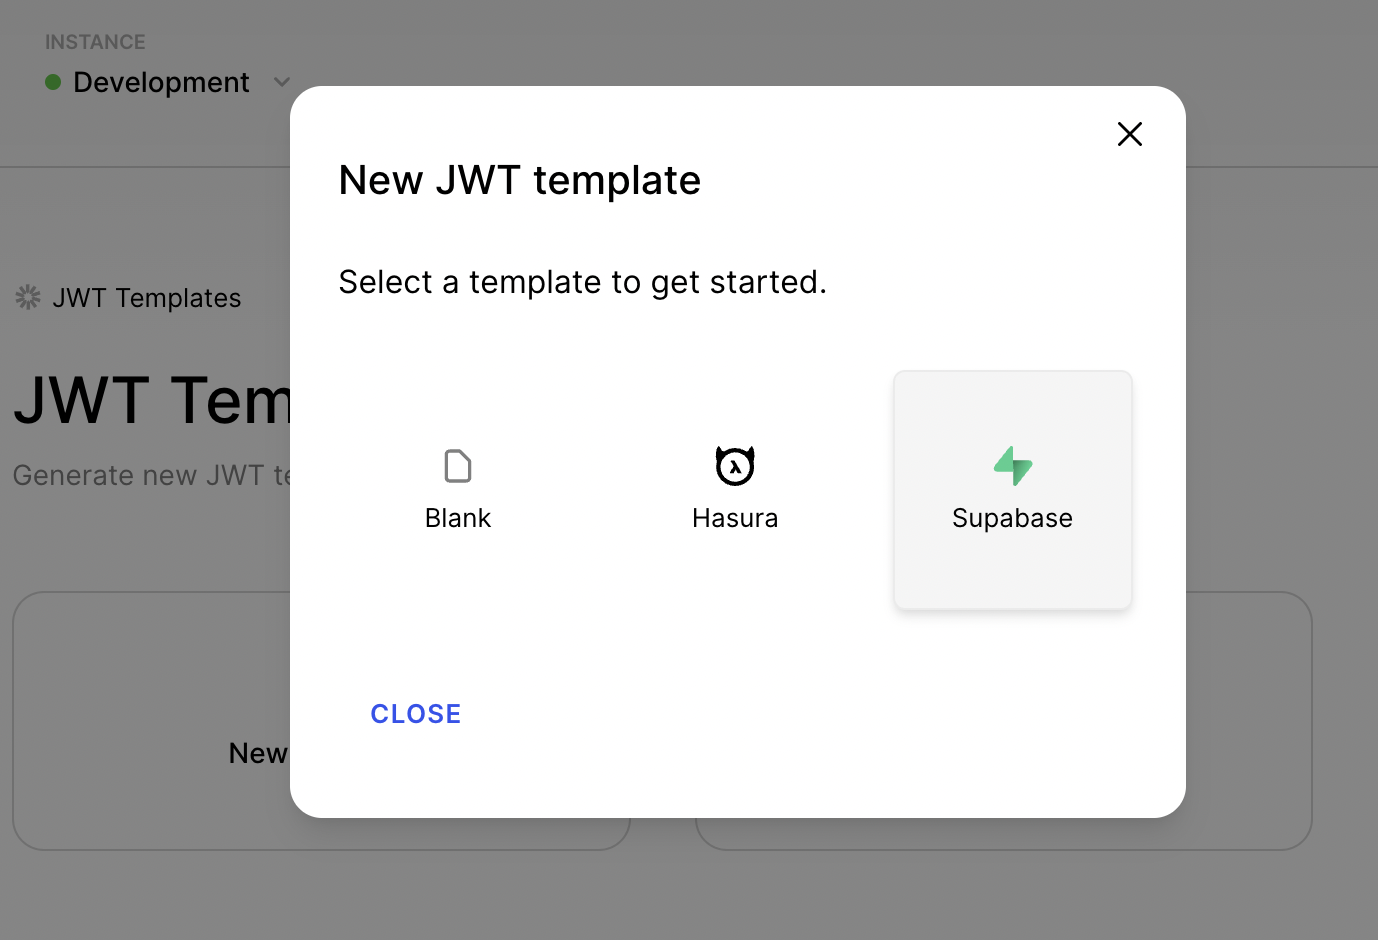 INSTANCE
Development
New JWT template
Select a template to get started.
JWT Templates
JWT Tem
Generate new JWT te
Blank
Hasura
Supabase
CLOSE
New